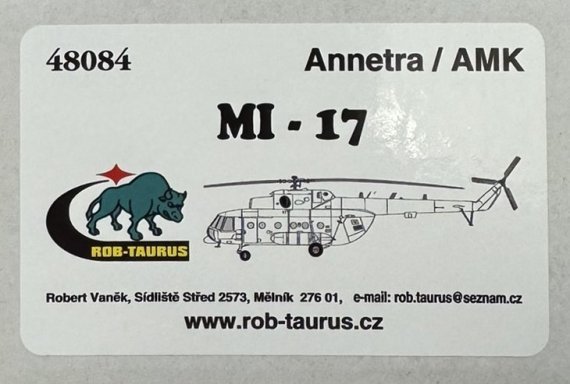 48084 Annetra / AMK
MI - 17
ROB-TAURUS
Robert Vaněk, Sídliště Střed 2573, Mělník 276 01, e-mail: rob.taurus@seznam.cz
www.rob-taurus.cz